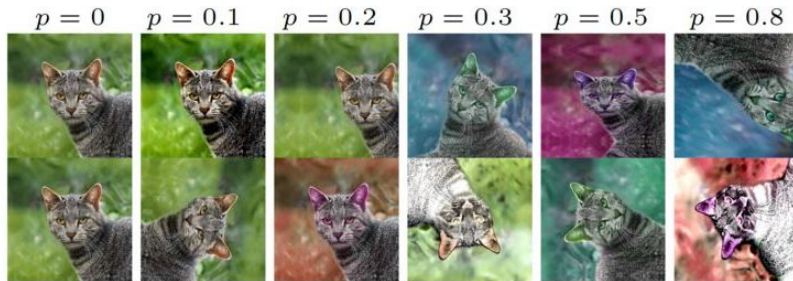 p = 0 p = 0.1 p = 0.2 p = 0.3 p = 0.5 p = 0.8